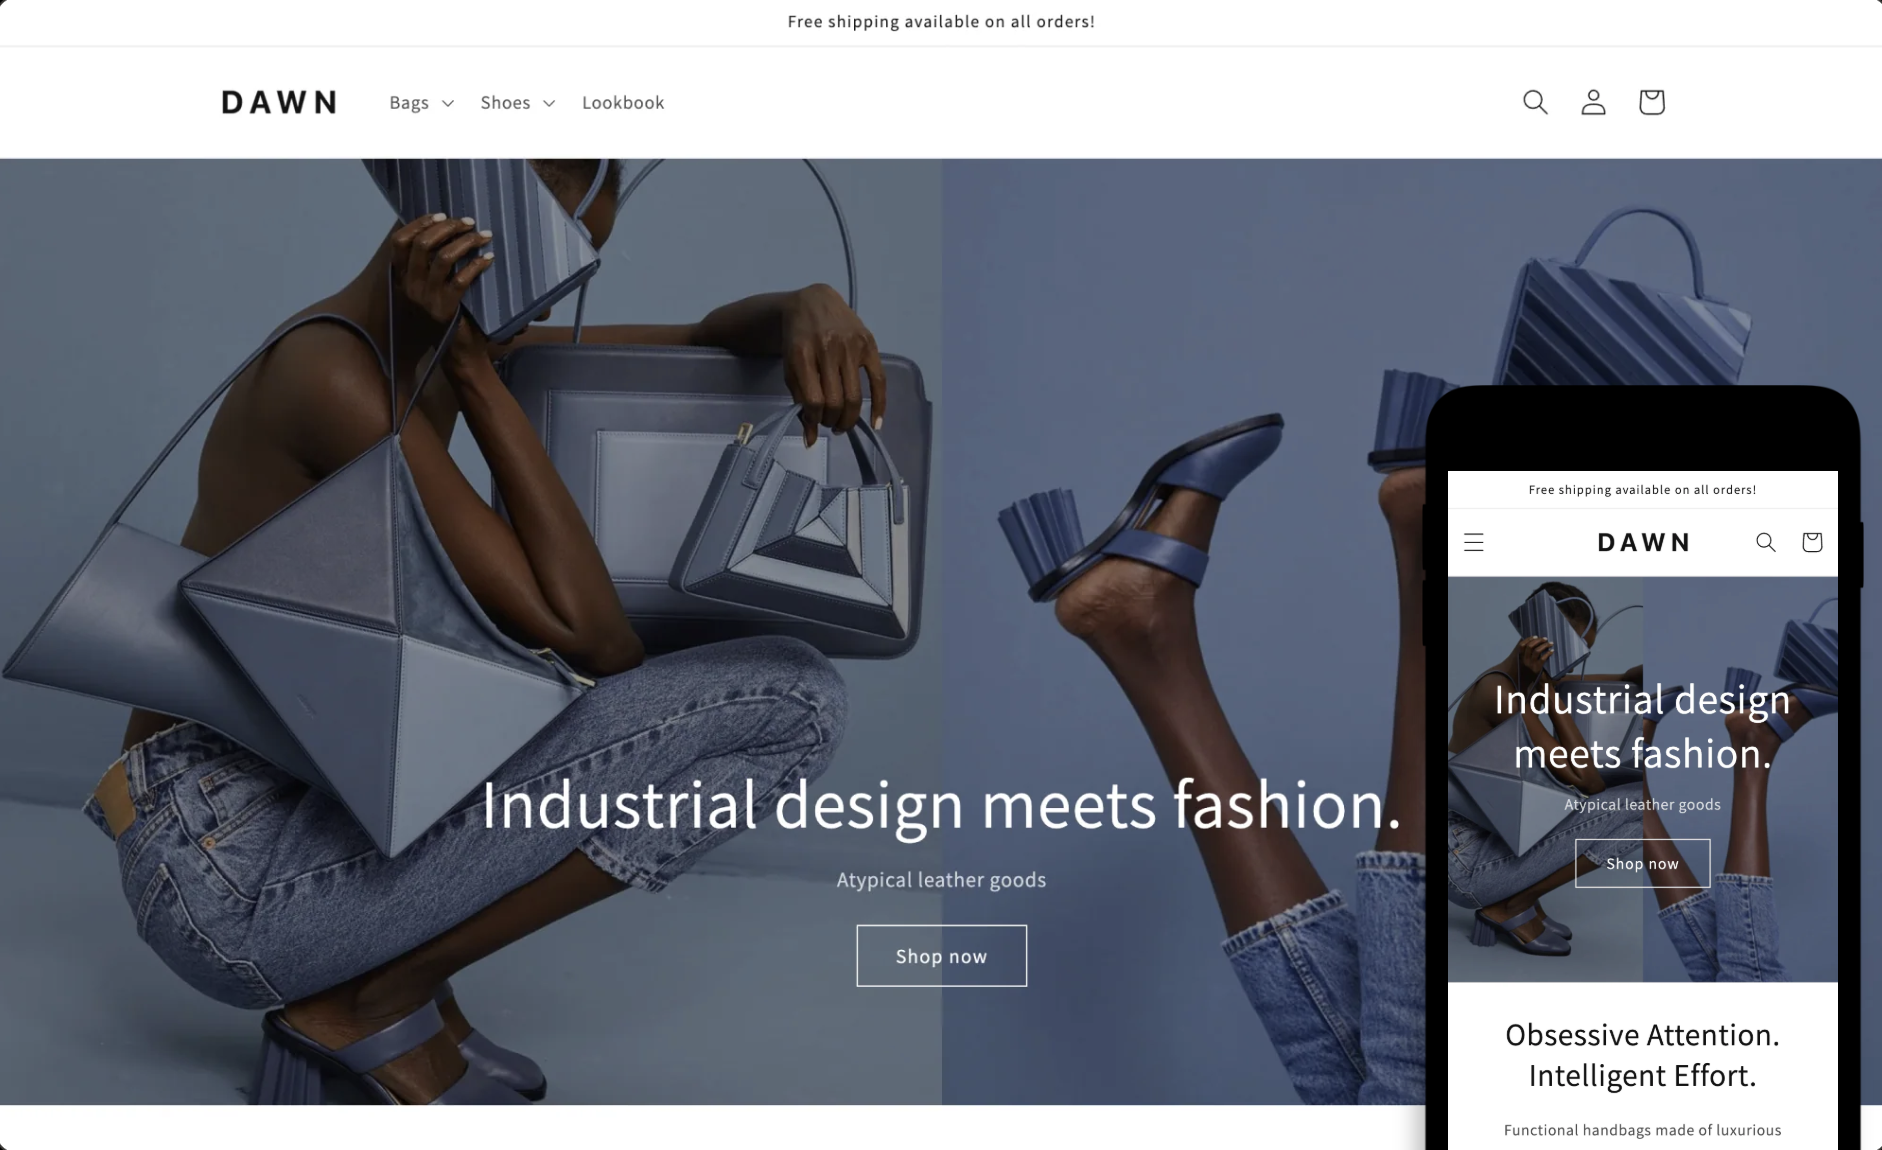 Free shipping available on all orders!
DAWN
Bags
Shoes
Lookbook
Industrial design meets fashion.
Atypical leather goods
Shop now
Free shipping available on all orders!
DAWN
Industrial design
meets fashion.
Atypical leather goods
Shop now
Obsessive Attention.
Intelligent Effort.
Functional handbags made of luxurious